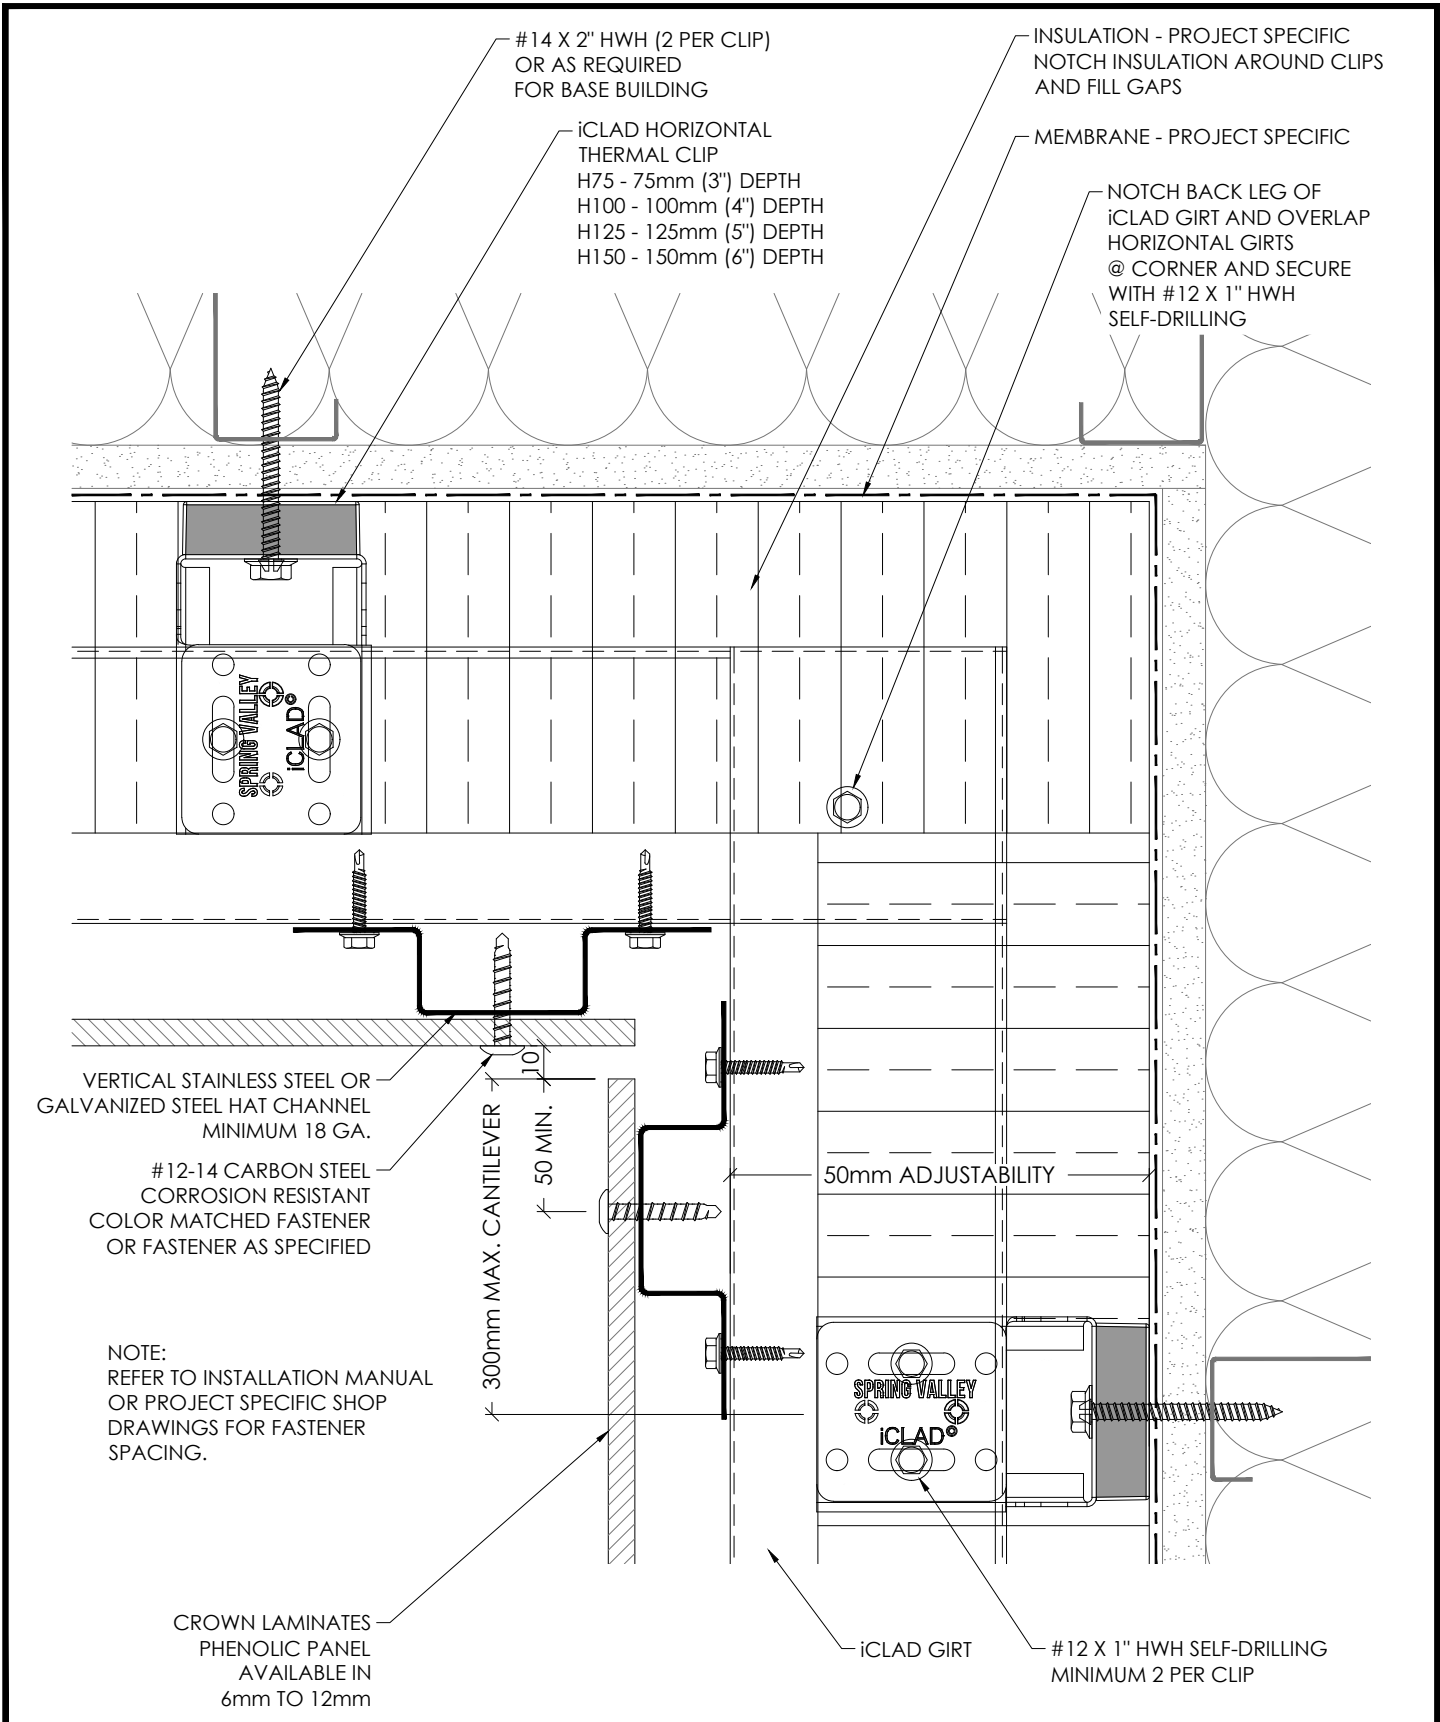 #14 X 2" HWH (2 PER CLIP)
OR AS REQUIRED
FOR BASE BUILDING
INSULATION - PROJECT SPECIFIC
NOTCH INSULATION AROUND CLIPS
AND FILL GAPS
iCLAD HORIZONTAL
THERMAL CLIP
H75 - 75mm (3") DEPTH
H100 - 100mm (4") DEPTH
H125 - 125mm (5") DEPTH
H150 - 150mm (6") DEPTH
MEMBRANE - PROJECT SPECIFIC
NOTCH BACK LEG OF
iCLAD GIRT AND OVERLAP
HORIZONTAL GIRTS
@ CORNER AND SECURE
WITH #12 X 1" HWH
SELF-DRILLING
SPRING VALLEY
iCLAD©
10
VERTICAL STAINLESS STEEL OR
GALVANIZED STEEL HAT CHANNEL
MINIMUM 18 GA.
#12-14 CARBON STEEL
CORROSION RESISTANT
COLOR MATCHED FASTENER
OR FASTENER AS SPECIFIED
300mm MAX. CANTILEVER
50 MIN.
50mm ADJUSTABILITY
NOTE:
REFER TO INSTALLATION MANUAL
OR PROJECT SPECIFIC SHOP
DRAWINGS FOR FASTENER
SPACING.
SPRING VALLEY
iCLAD©
CROWN LAMINATES
PHENOLIC PANEL
AVAILABLE IN
6mm TO 12mm
iCLAD GIRT
#12 X 1" HWH SELF-DRILLING
MINIMUM 2 PER CLIP